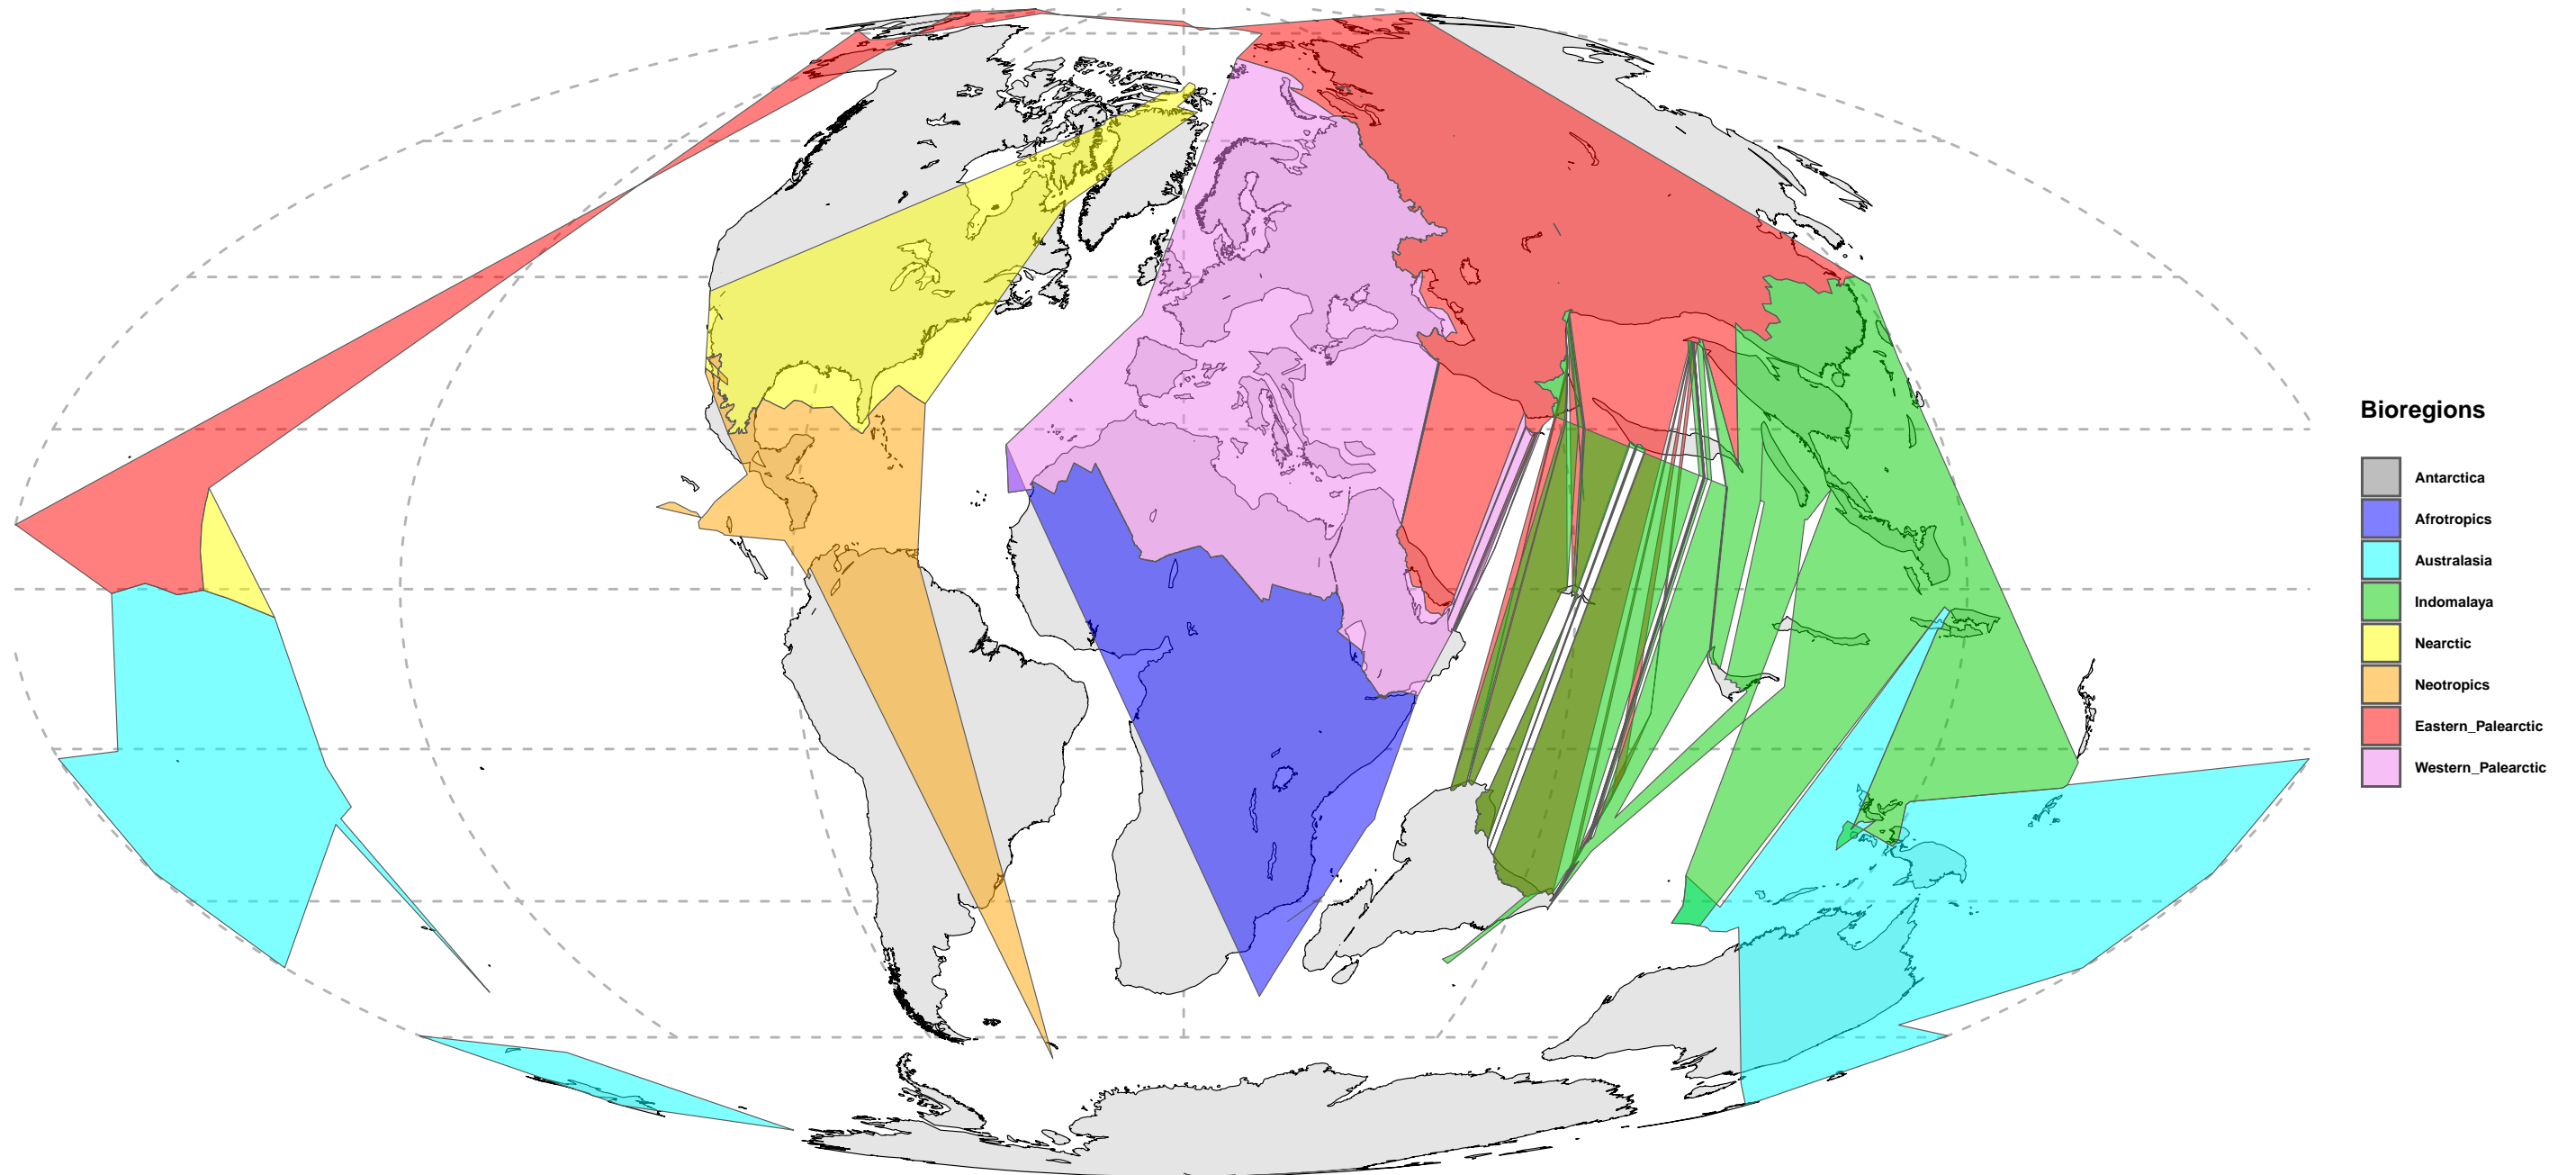 Bioregions
Antarctica
Afrotropics
Australasia
Indomalaya
Nearctic
Neotropics
Eastern_Palearctic
Western_Palearctic